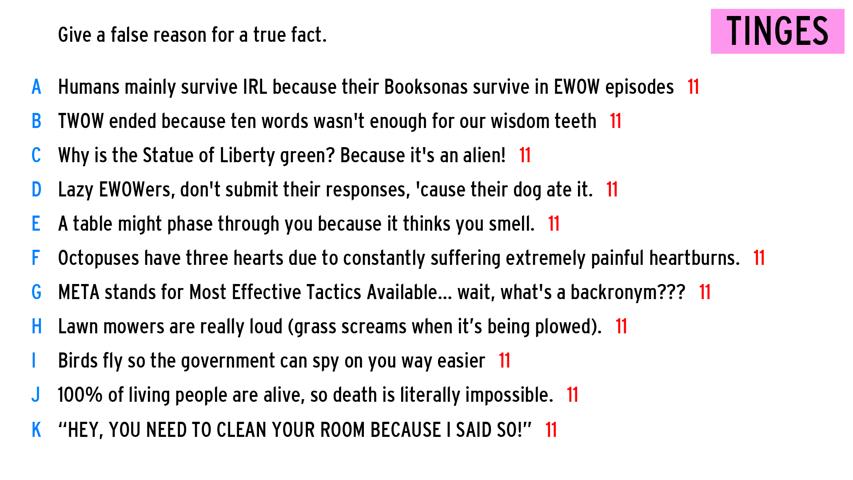 Give a false reason for a true fact.
TINGES
A Humans mainly survive IRL because their Booksonas survive in EWOW episodes 11
B TWOW ended because ten words wasn't enough for our wisdom teeth 11
C Why is the Statue of Liberty green? Because it's an alien! 11
D Lazy EWOWers, don't submit their responses, 'cause their dog ate it. 11
E A table might phase through you because it thinks you smell. 11
F Octopuses have three hearts due to constantly suffering extremely painful heartburns. 11
G META stands for Most Effective Tactics Available... wait, what's a backronym??? 11
H Lawn mowers are really loud (grass screams when it’s being plowed). 11
I Birds fly so the government can spy on you way easier 11
J 100% of living people are alive, so death is literally impossible. 11
K “HEY, YOU NEED TO CLEAN YOUR ROOM BECAUSE I SAID SO!” 11